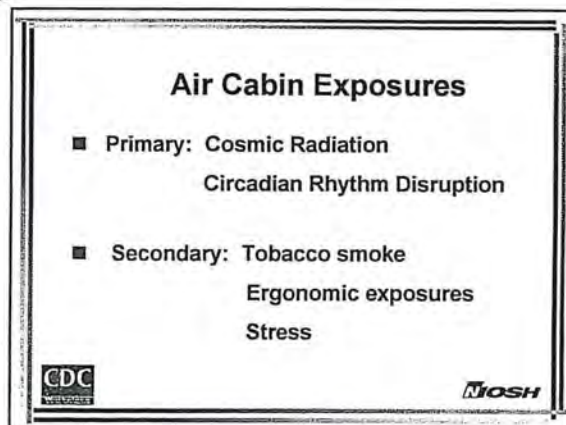 Air Cabin Exposures
Primary: Cosmic Radiation
Circadian Rhythm Disruption
Secondary: Tobacco smoke
Ergonomic exposures
Stress
CDC
NIOSH